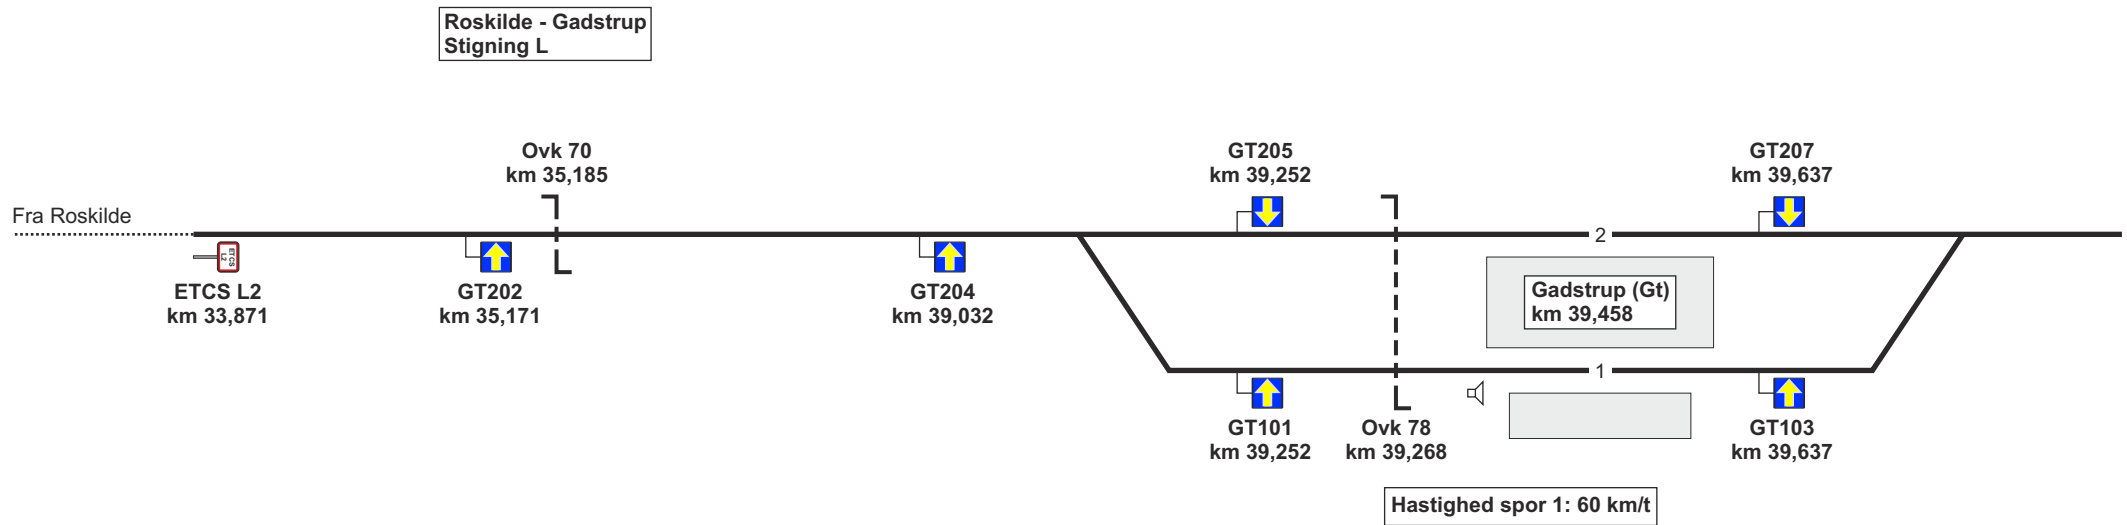 Roskilde - Gadstrup
Stigning L
Ovk 70
km 35,185
GT205
km 39,252
GT207
km 39,637
Fra Roskilde
2
ETCS L2
ETCS L2
km 33,871
GT202
km 35,171
GT204
km 39,032
Gadstrup (Gt)
km 39,458
1
GT101
km 39,252
Ovk 78
km 39,268
GT103
km 39,637
Hastighed spor 1: 60 km/t